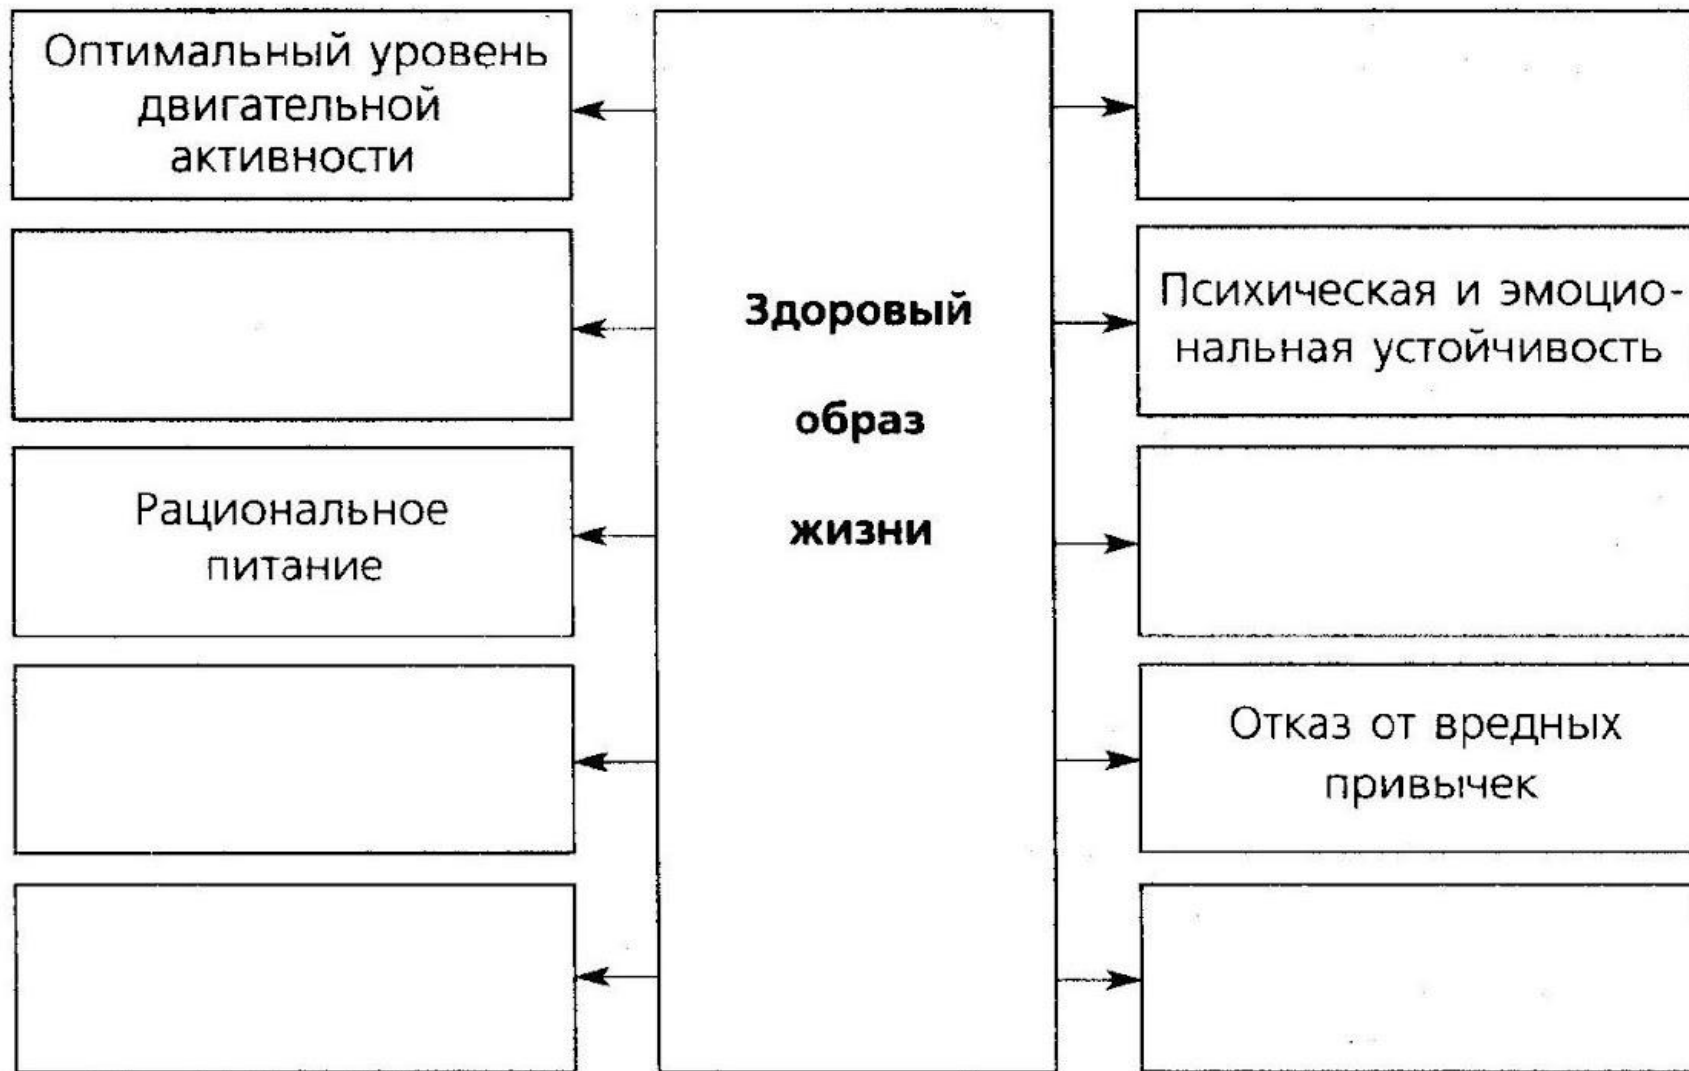 Оптимальный уровень
двигательной
активности
Рациональное
питание
Здоровый
образ
жизни
Психическая и эмоцио-
нальная устойчивость
Отказ от вредных
привычек